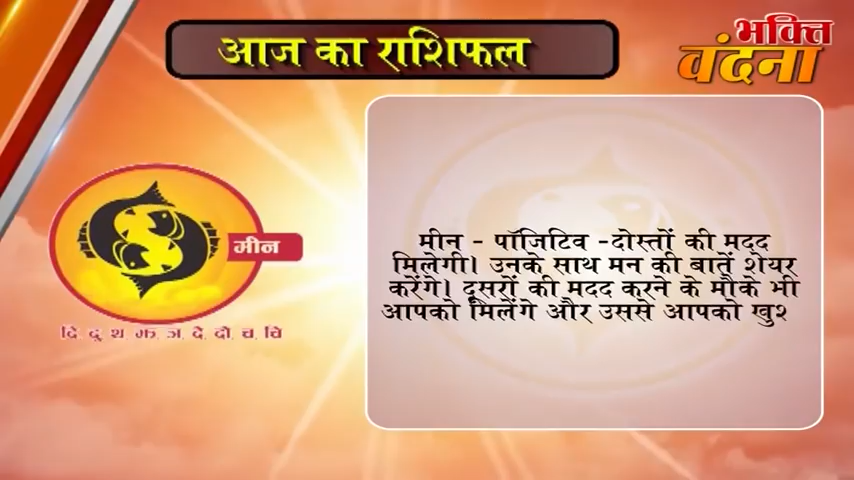 आज का राशिफल
भक्ति
वंदना
मीन
दि, दु, थ, झ, ञ, दे, दो, च, चि
मीन - पॉजिटिव -दोस्तों की मदद
मिलेगी। उनके साथ मन की बातें शेयर
करेंगे। दूसरों की मदद करने के मौके भी
आपको मिलेंगे और उससे आपको